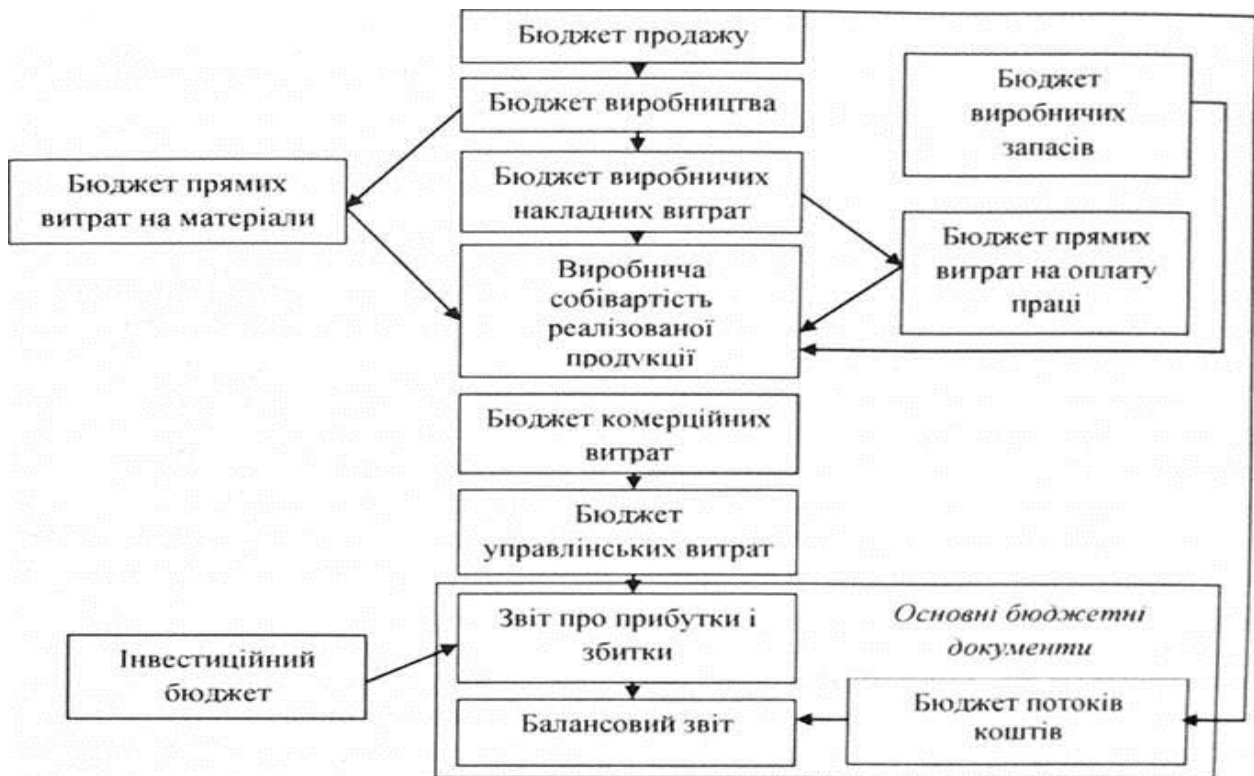 Бюджет продажу
Бюджет виробництва
Бюджет
виробничих
запасів
Бюджет прямих
витрат на матеріали
Бюджет виробничих
накладних витрат
Бюджет прямих
витрат на оплату
праці
Виробнича
собівартість
реалізованої
продукції
Бюджет комерційних
витрат
Бюджет
управлінських витрат
Звіт про прибутки і
збитки
Основні бюджетні
документи
Інвестиційний
бюджет
Балансовий звіт
Бюджет потоків
коштів